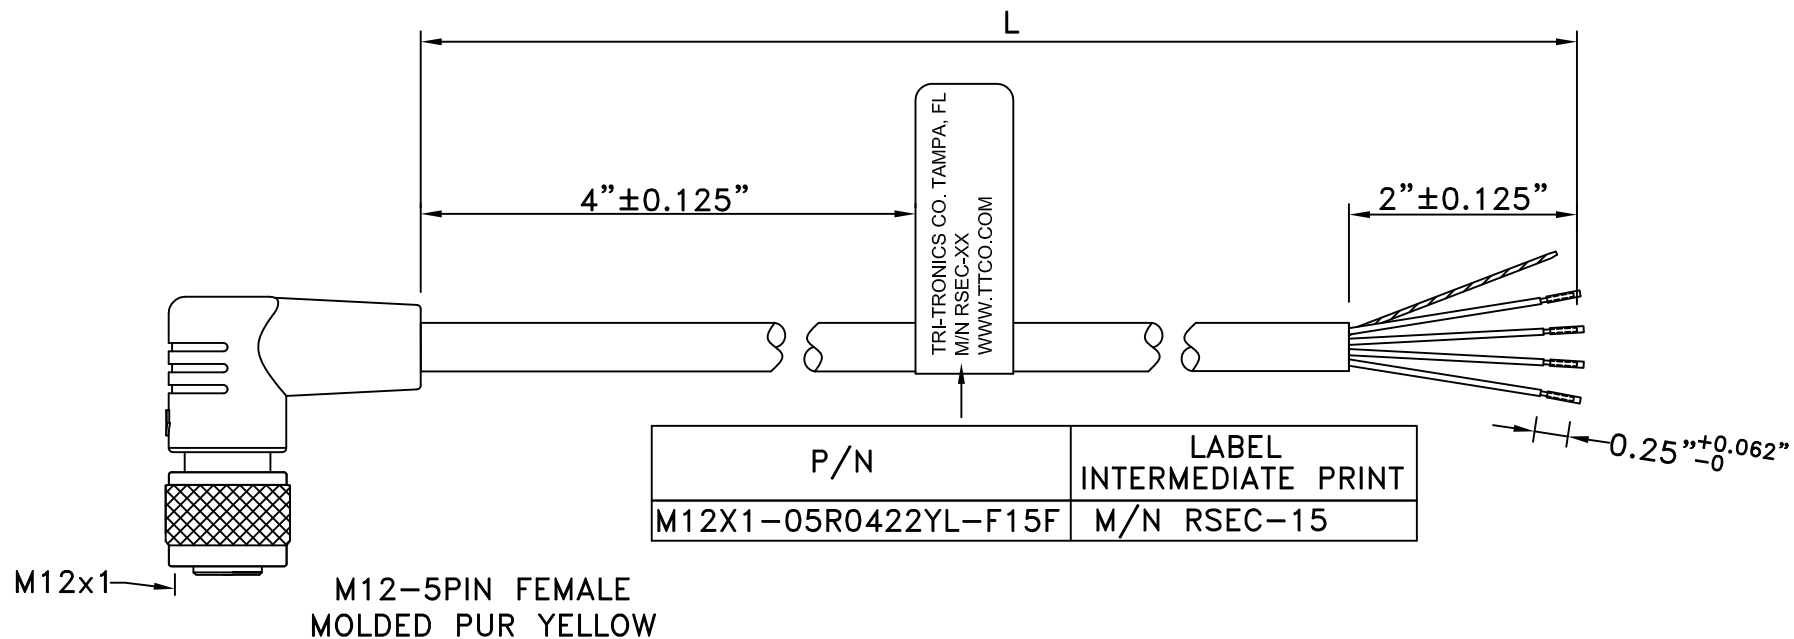 L
4”±0.125”
2”±0.125”
TRI-TRONICS CO. TAMPA, FL
M/N RSEC-XX
WWW.TTCO.COM
0.25”+0.062”
-0
P/N
LABEL
INTERMEDIATE PRINT
M12X1-05R0422YL-F15F
M/N RSEC-15
M12x1
M12-5PIN FEMALE
MOLDED PUR YELLOW